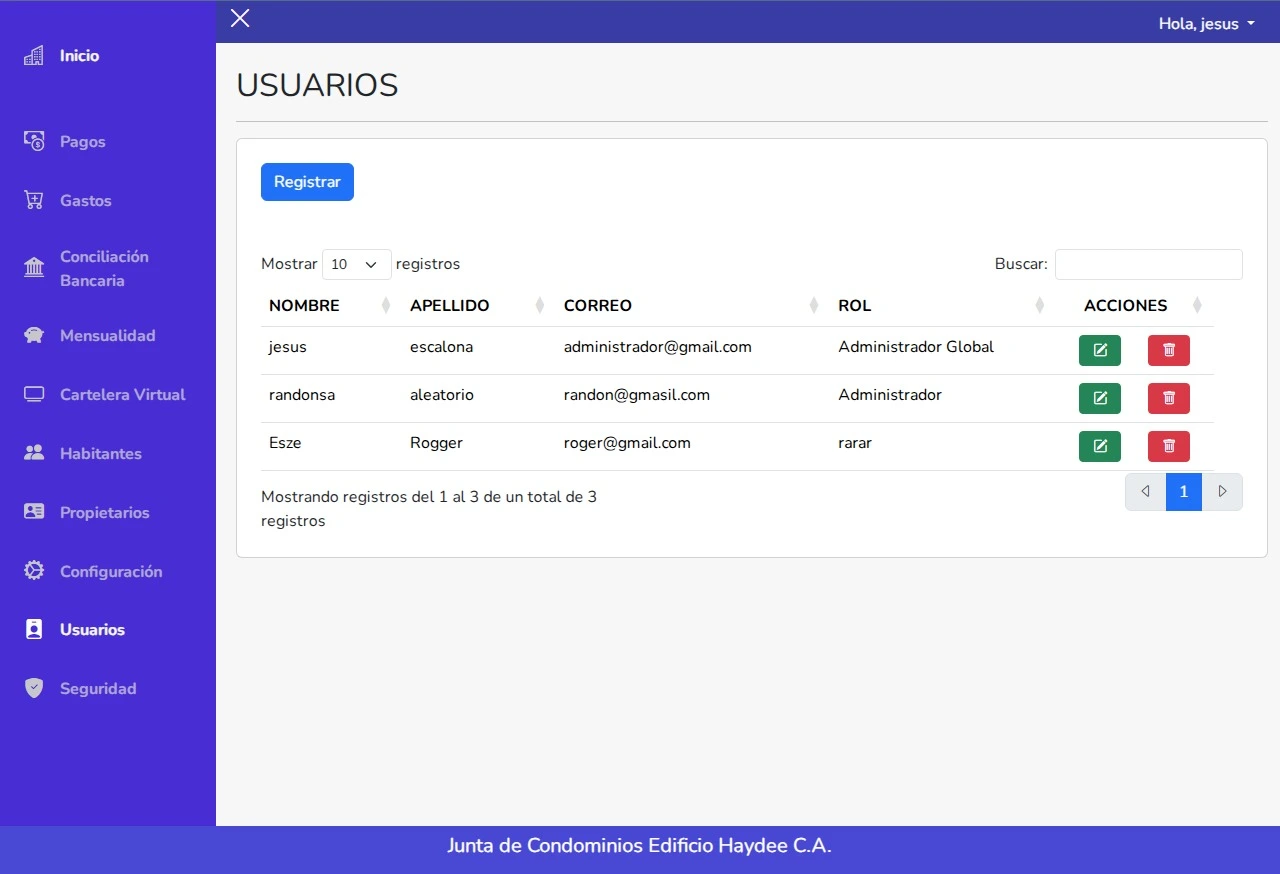 Hola, jesus
Inicio
Pagos
Gastos
Conciliación
Bancaria
Mensualidad
Cartelera Virtual
Habitantes
Propietarios
Configuración
Usuarios
Seguridad
USUARIOS
Registrar
Mostrar 10 registros
Buscar:
NOMBRE APELLIDO CORREO ROL ACCIONES
jesus escalona administrador@gmail.com Administrador Global
randonsa aleatorio randon@gmasil.com Administrador
Esze Rogger roger@gmail.com rarar
Mostrando registros del 1 al 3 de un total de 3
registros
1
Junta de Condominios Edificio Haydee C.A.